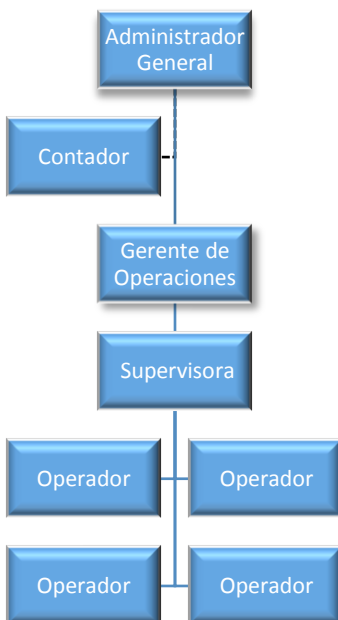 Administrador
General
Contador
Gerente de
Operaciones
Supervisora
Operador
Operador
Operador
Operador